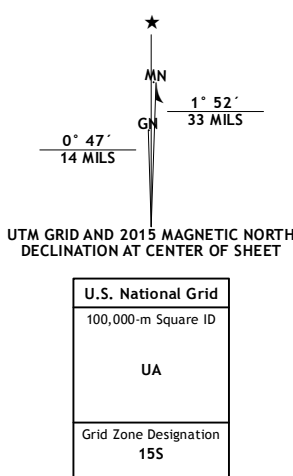 ★
MN
1° 52´
33 MILS
GN
0° 47´
14 MILS
UTM GRID AND 2015 MAGNETIC NORTH
DECLINATION AT CENTER OF SHEET
U.S. National Grid
100,000-m Square ID
UA
Grid Zone Designation
15S